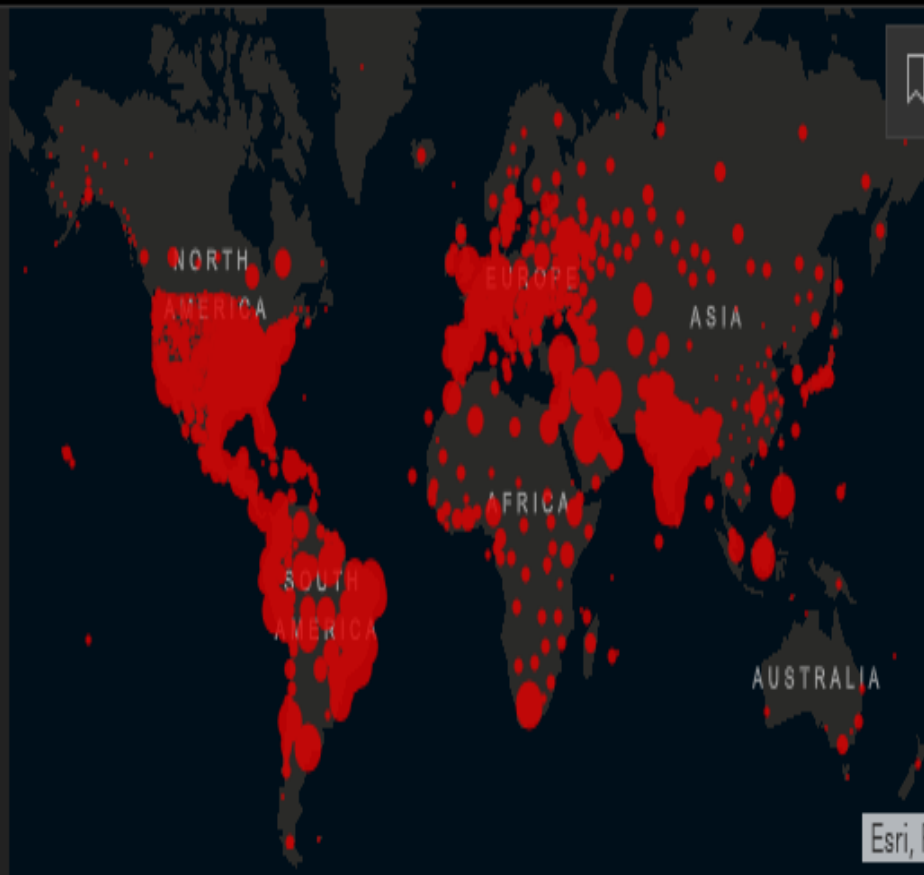 NORTH
AMERICA
EUROPE
ASIA
AFRICA
SOUTH
AMERICA
AUSTRALIA
Esri,